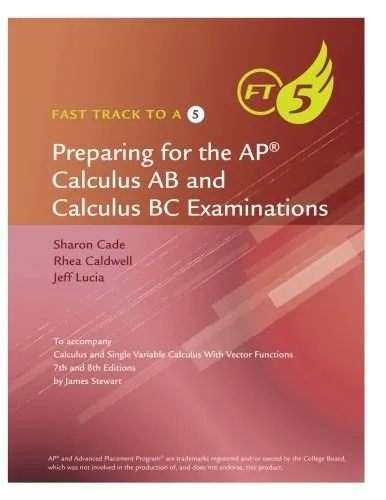 FT 5
FAST TRACK TO A 5
Preparing for the AP®
Calculus AB and
Calculus BC Examinations
Sharon Cade
Rhea Caldwell
Jeff Lucia
To accompany
Calculus and Single Variable Calculus With Vector Functions
7th and 8th Editions
by James Stewart
AP® and Advanced Placement Program® are trademarks registered and/or owned by the College Board,
which was not involved in the production of, and does not endorse, this product.